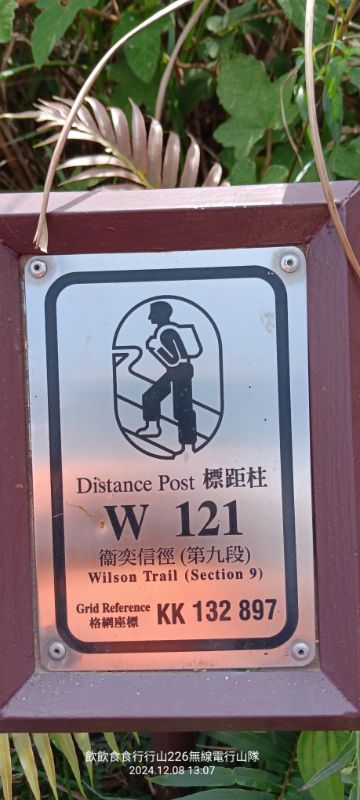 Distance Post 標距柱
W 121
衞奕信徑 (第九段)
Wilson Trail (Section 9)
Grid Reference
格網座標 KK 132 897
飲飲食食行行山226無線電行山隊
2024.12.08 13:07